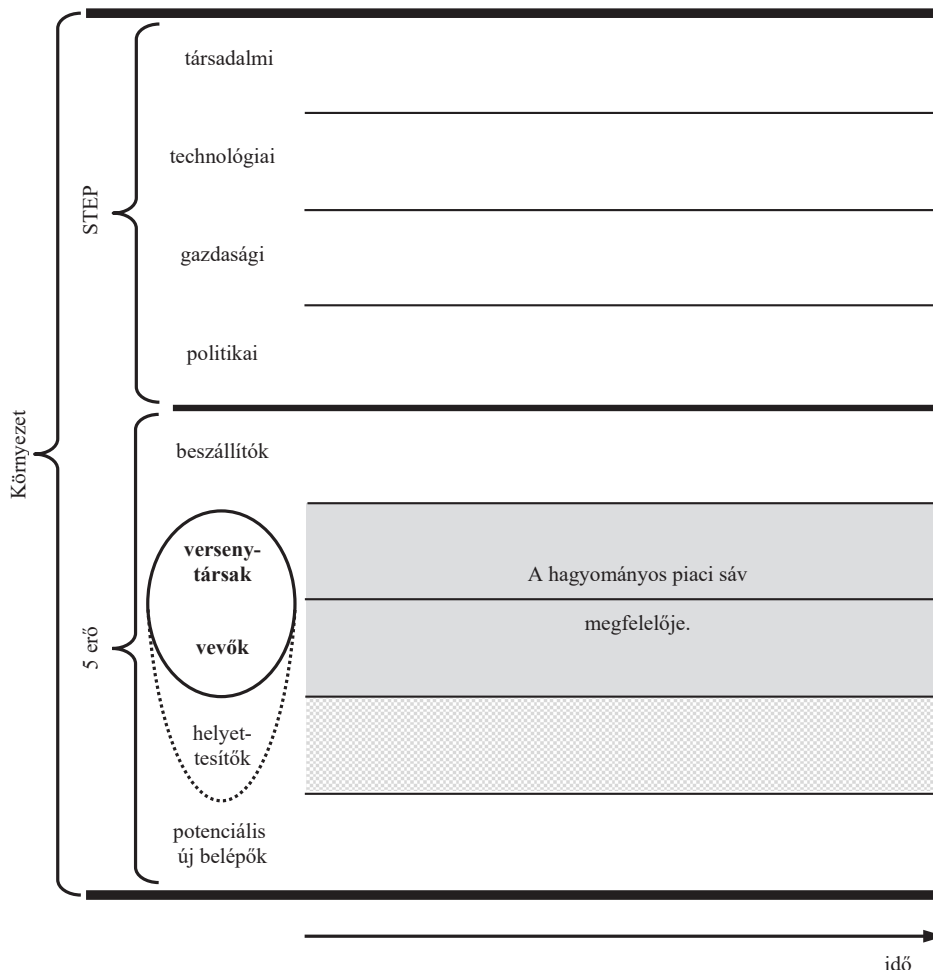 Környezet
STEP
társadalmi
technológiai
gazdasági
politikai
5 erő
beszállítók
verseny-
társak
vevők
helyet-
tesítők
potenciális
új belépők
A hagyományos piaci sáv
megfelelője.
idő